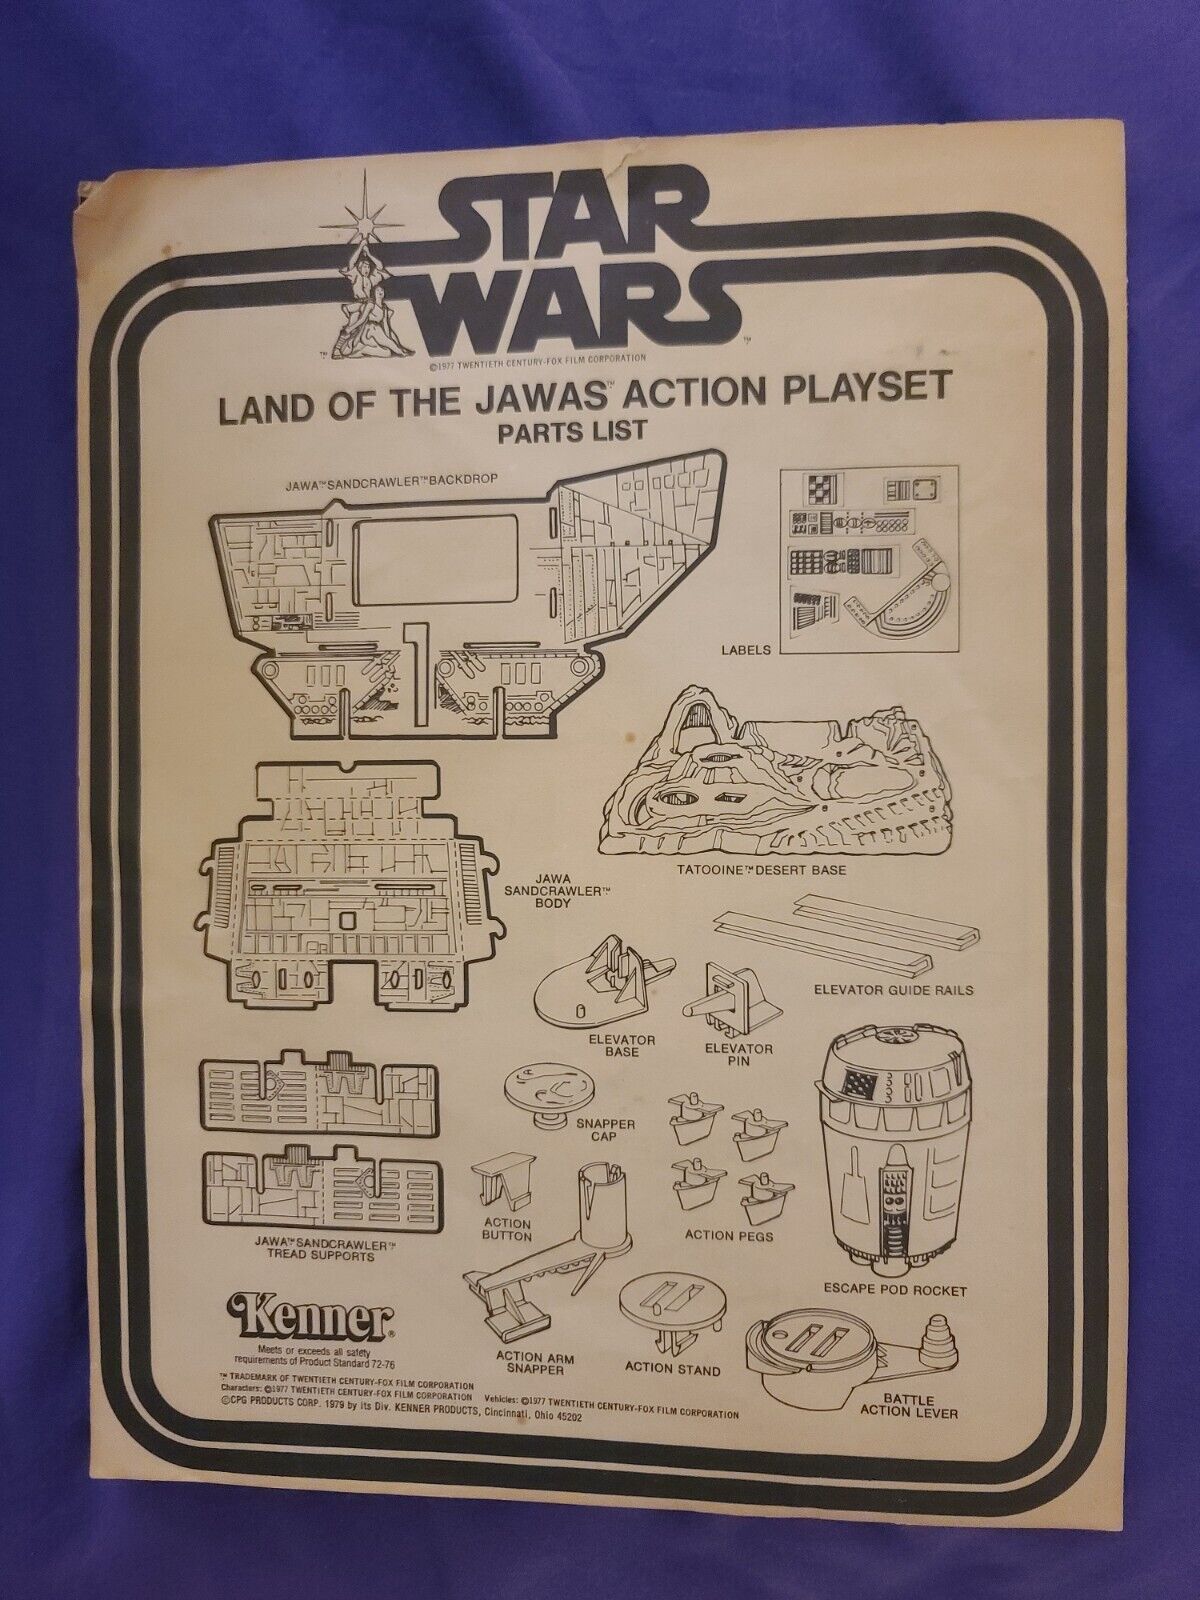 STAR
WARS
™
™
©1977 TWENTIETH CENTURY-FOX FILM CORPORATION
LAND OF THE JAWAS™ ACTION PLAYSET
PARTS LIST
JAWA™ SANDCRAWLER™ BACKDROP
LABELS
TATOOINE™ DESERT BASE
JAWA
SANDCRAWLER™
BODY
ELEVATOR GUIDE RAILS
ELEVATOR
BASE
ELEVATOR
PIN
SNAPPER
CAP
ACTION
BUTTON
ACTION PEGS
JAWA™ SANDCRAWLER™
TREAD SUPPORTS
ESCAPE POD ROCKET
ACTION ARM
SNAPPER
ACTION STAND
BATTLE
ACTION LEVER
Kenner®
Meets or exceeds all safety
requirements of Product Standard 72-76
™ TRADEMARK OF TWENTIETH CENTURY-FOX FILM CORPORATION
Characters: ©1977 TWENTIETH CENTURY-FOX FILM CORPORATION Vehicles: ©1977 TWENTIETH CENTURY-FOX FILM CORPORATION
©CPG PRODUCTS CORP. 1979 by its Div. KENNER PRODUCTS, Cincinnati, Ohio 45202